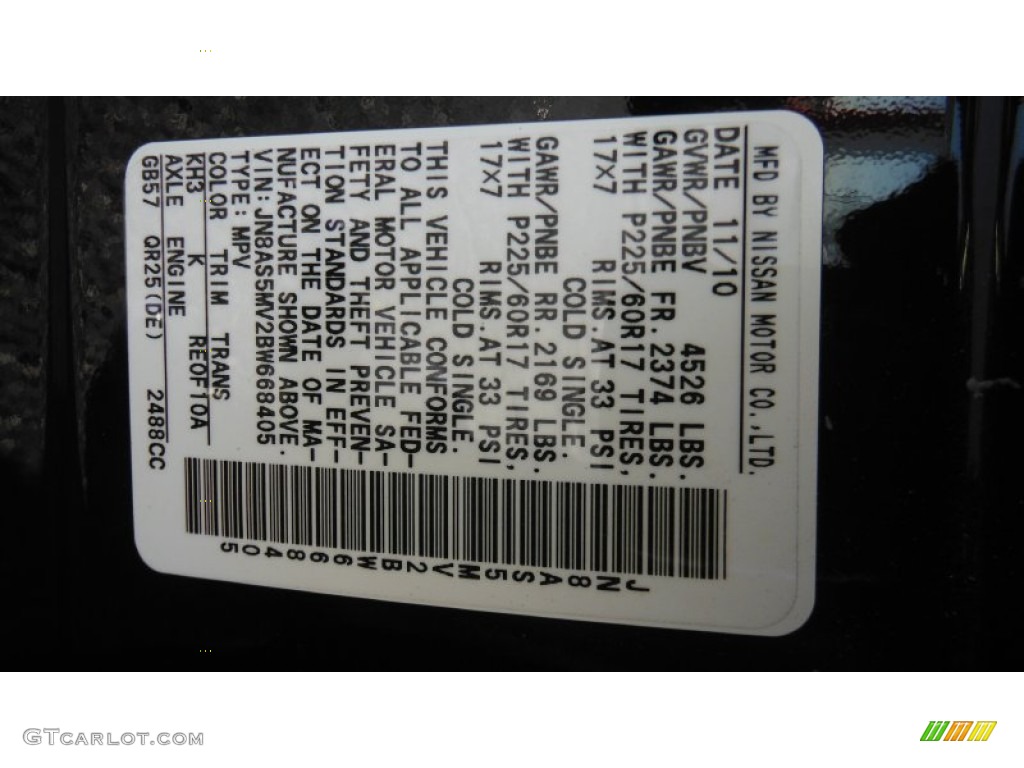 MFD BY NISSAN MOTOR CO.,LTD.
DATE 11/10
GVWR/PNBV 4526 LBS.
GAWR/PNBE FR. 2374 LBS.
WITH P225/60R17 TIRES,
17X7 RIMS.AT 33 PSI
COLD SINGLE.
GAWR/PNBE RR. 2169 LBS.
WITH P225/60R17 TIRES,
17X7 RIMS.AT 33 PSI
COLD SINGLE.
THIS VEHICLE CONFORMS
TO ALL APPLICABLE FED-
ERAL MOTOR VEHICLE SA-
FETY AND THEFT PREVEN-
TION STANDARDS IN EFF-
ECT ON THE DATE OF MA-
NUFACTURE SHOWN ABOVE.
VIN:JN8AS5MV2BW668405
TYPE:MPV
COLOR TRIM TRANS
KH3 K RE0F10A
AXLE ENGINE
GB57 QR25(DE) 2488CC
JN8AS5MV2BW668405
GTCARLOT.COM